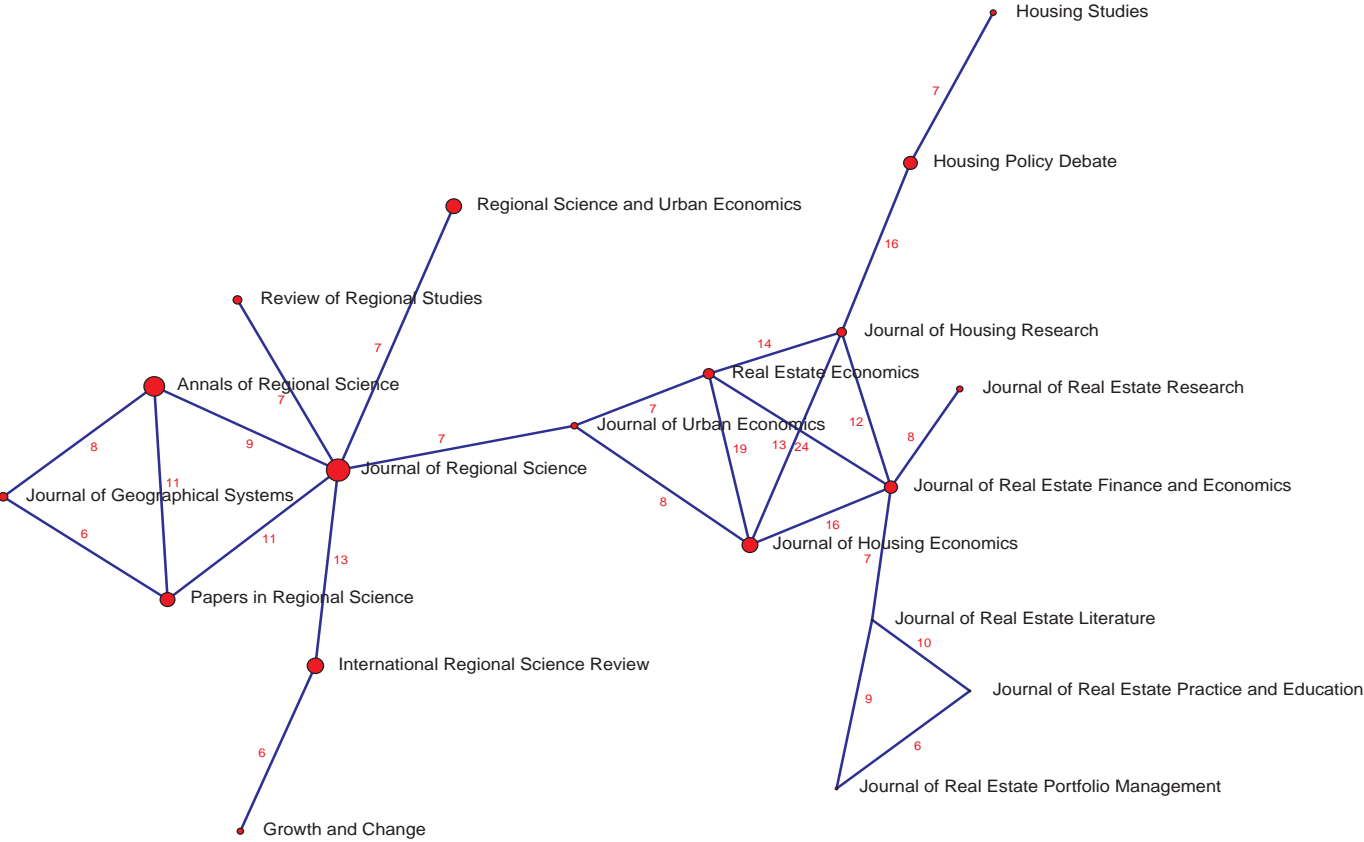 Housing Studies
7
Housing Policy Debate
Regional Science and Urban Economics
16
Review of Regional Studies
Journal of Housing Research
14
7
Real Estate Economics
Annals of Regional Science
Journal of Real Estate Research
7
7
12
Journal of Urban Economics
8
9
7
8
19
13
24
Journal of Regional Science
11
Journal of Real Estate Finance and Economics
Journal of Geographical Systems
8
16
6
11
Journal of Housing Economics
13
7
Papers in Regional Science
Journal of Real Estate Literature
10
International Regional Science Review
Journal of Real Estate Practice and Education
9
6
6
Journal of Real Estate Portfolio Management
Growth and Change